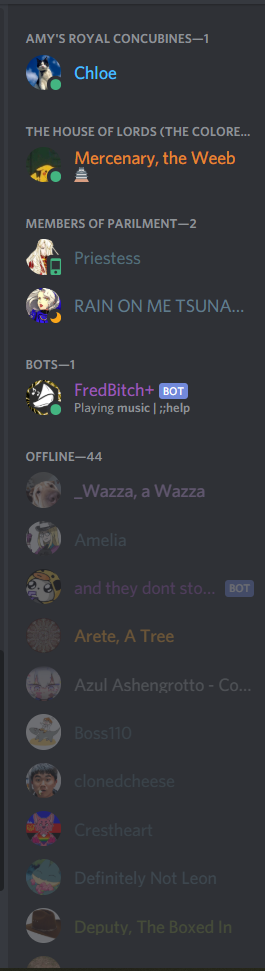 AMY'S ROYAL CONCUBINES—1
Chloe
THE HOUSE OF LORDS (THE COLORE...
Mercenary, the Weeb
MEMBERS OF PARILMENT—2
Priestess
RAIN ON ME TSUNA...
BOTS—1
FredBitch+ BOT
Playing music | ;;help
OFFLINE—44
_Wazza, a Wazza
Amelia
and they dont sto... BOT
Arete, A Tree
Azul Ashengrotto - Co...
Boss110
clonedcheese
Crestheart
Definitely Not Leon
Deputy, The Boxed In